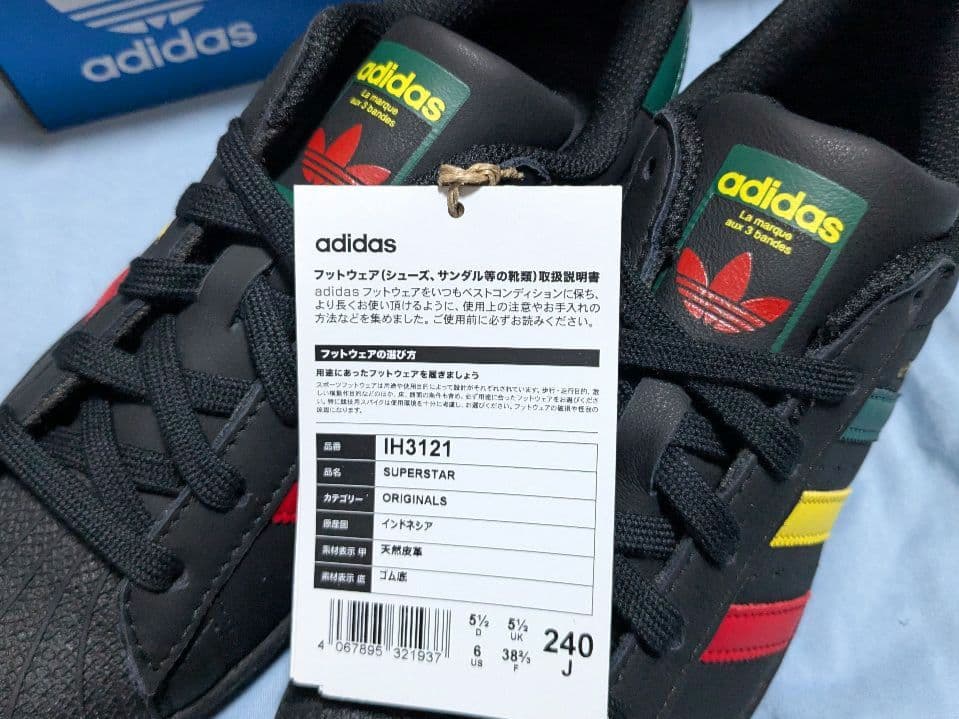 adidas
adidas
La marque
aux 3 bandes
adidas
La marque
aux 3 bandes
adidas
フットウェア(シューズ、サンダル等の靴類)取扱説明書
adidas フットウェアをいつもベストコンディションに保ち、
より長くお使い頂けるように、使用上の注意やお手入れの
方法などを集めました。ご使用前に必ずお読みください。
フットウェアの選び方
用途にあったフットウェアを履きましょう
品番 IH3121
品名 SUPERSTAR
カテゴリー ORIGINALS
原産国 インドネシア
素材表示 甲 天然皮革
素材表示 底 ゴム底
4 067895 321937
5½ D
5½ UK
6 US
38⅔ F
240 J